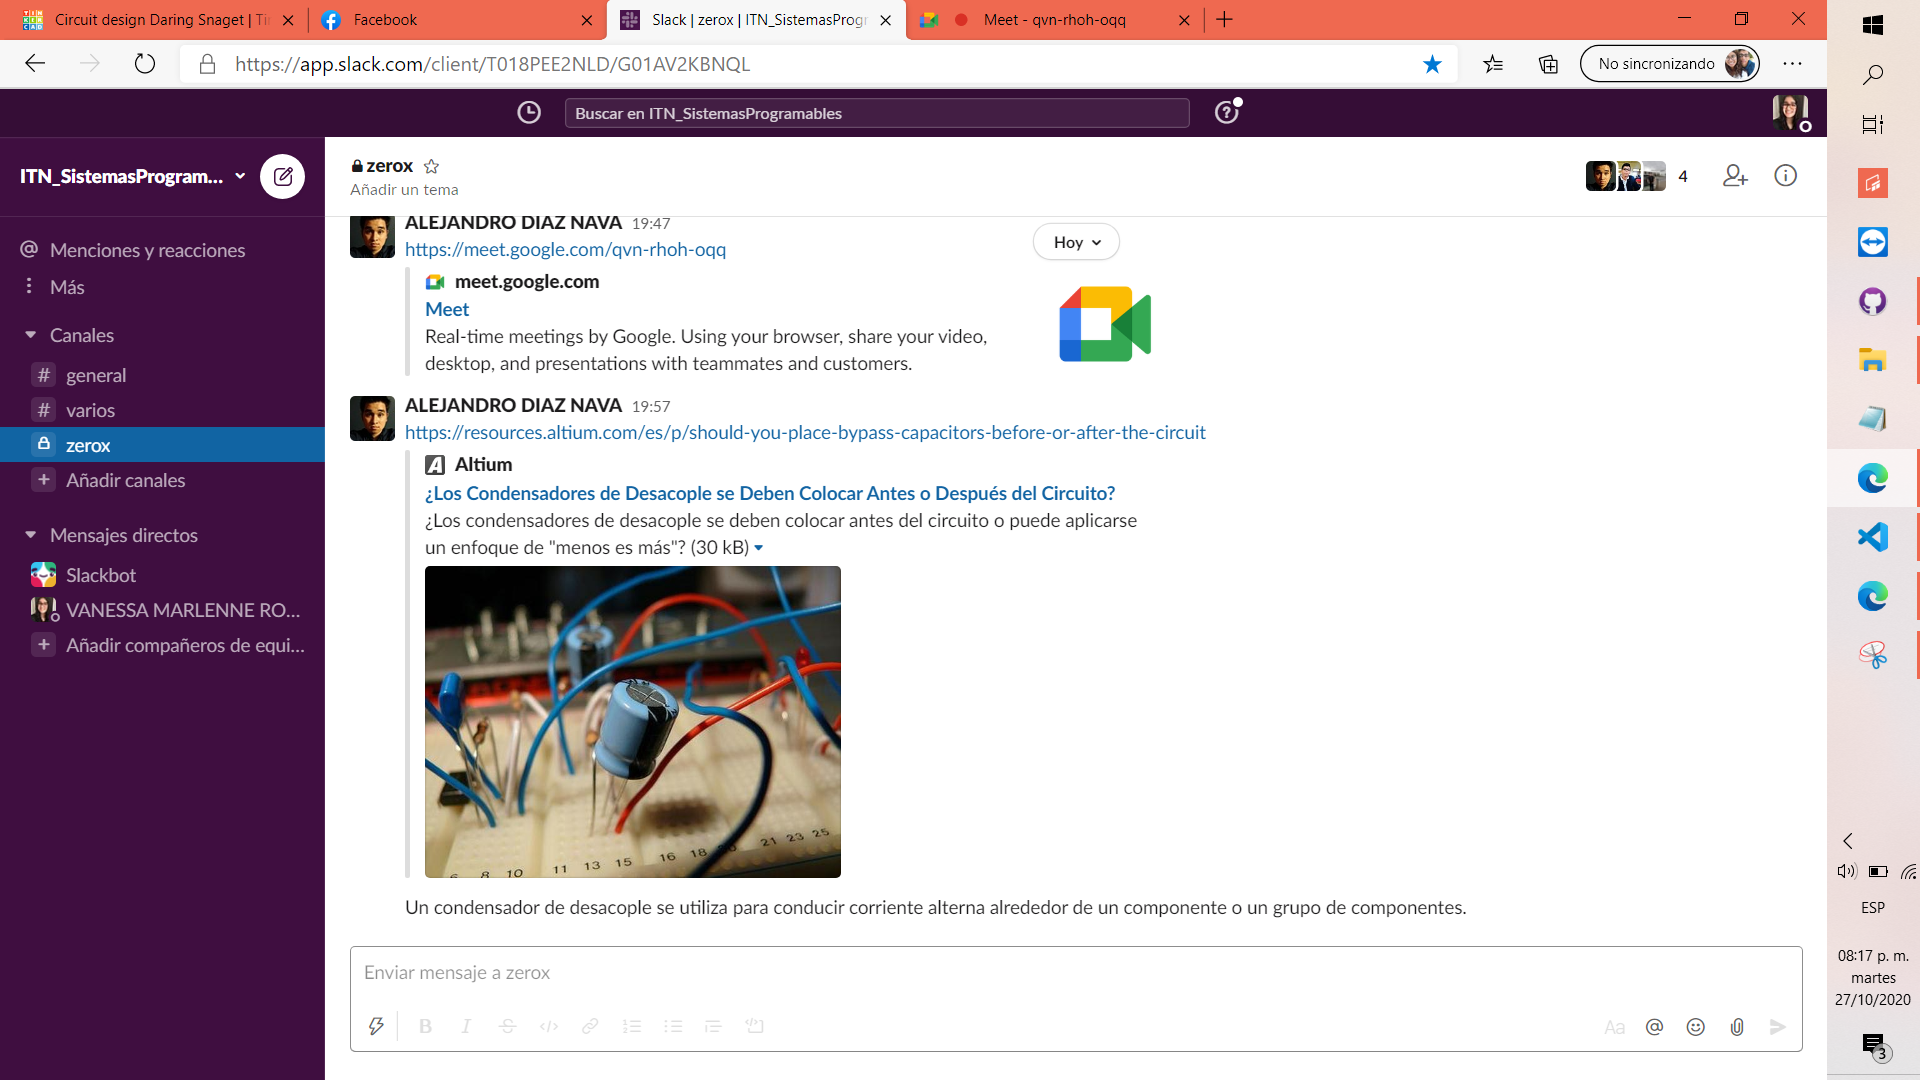 Circuit design Daring Snaget | Ti
Facebook
Slack | zerox | ITN_SistemasProgr
Meet - qvn-rhoh-oqq
https://app.slack.com/client/T018PEE2NLD/G01AV2KBNQL
No sincronizando
Buscar en ITN_SistemasProgramables
ITN_SistemasProgram...
zerox
Añadir un tema
4
Menciones y reacciones
Más
Canales
# general
# varios
zerox
+ Añadir canales
Mensajes directos
Slackbot
VANESSA MARLENNE RO...
+ Añadir compañeros de equi...
Hoy
ALEJANDRO DIAZ NAVA 19:47
https://meet.google.com/qvn-rhoh-oqq
meet.google.com
Meet
Real-time meetings by Google. Using your browser, share your video,
desktop, and presentations with teammates and customers.
ALEJANDRO DIAZ NAVA 19:57
https://resources.altium.com/es/p/should-you-place-bypass-capacitors-before-or-after-the-circuit
Altium
¿Los Condensadores de Desacople se Deben Colocar Antes o Después del Circuito?
¿Los condensadores de desacople se deben colocar antes del circuito o puede aplicarse
un enfoque de "menos es más"? (30 kB)
6 8 10 11 13 15 16 18 20 21 23 25
Un condensador de desacople se utiliza para conducir corriente alterna alrededor de un componente o un grupo de componentes.
Enviar mensaje a zerox
B I S </>
Aa @
ESP
08:17 p. m.
martes
27/10/2020
3